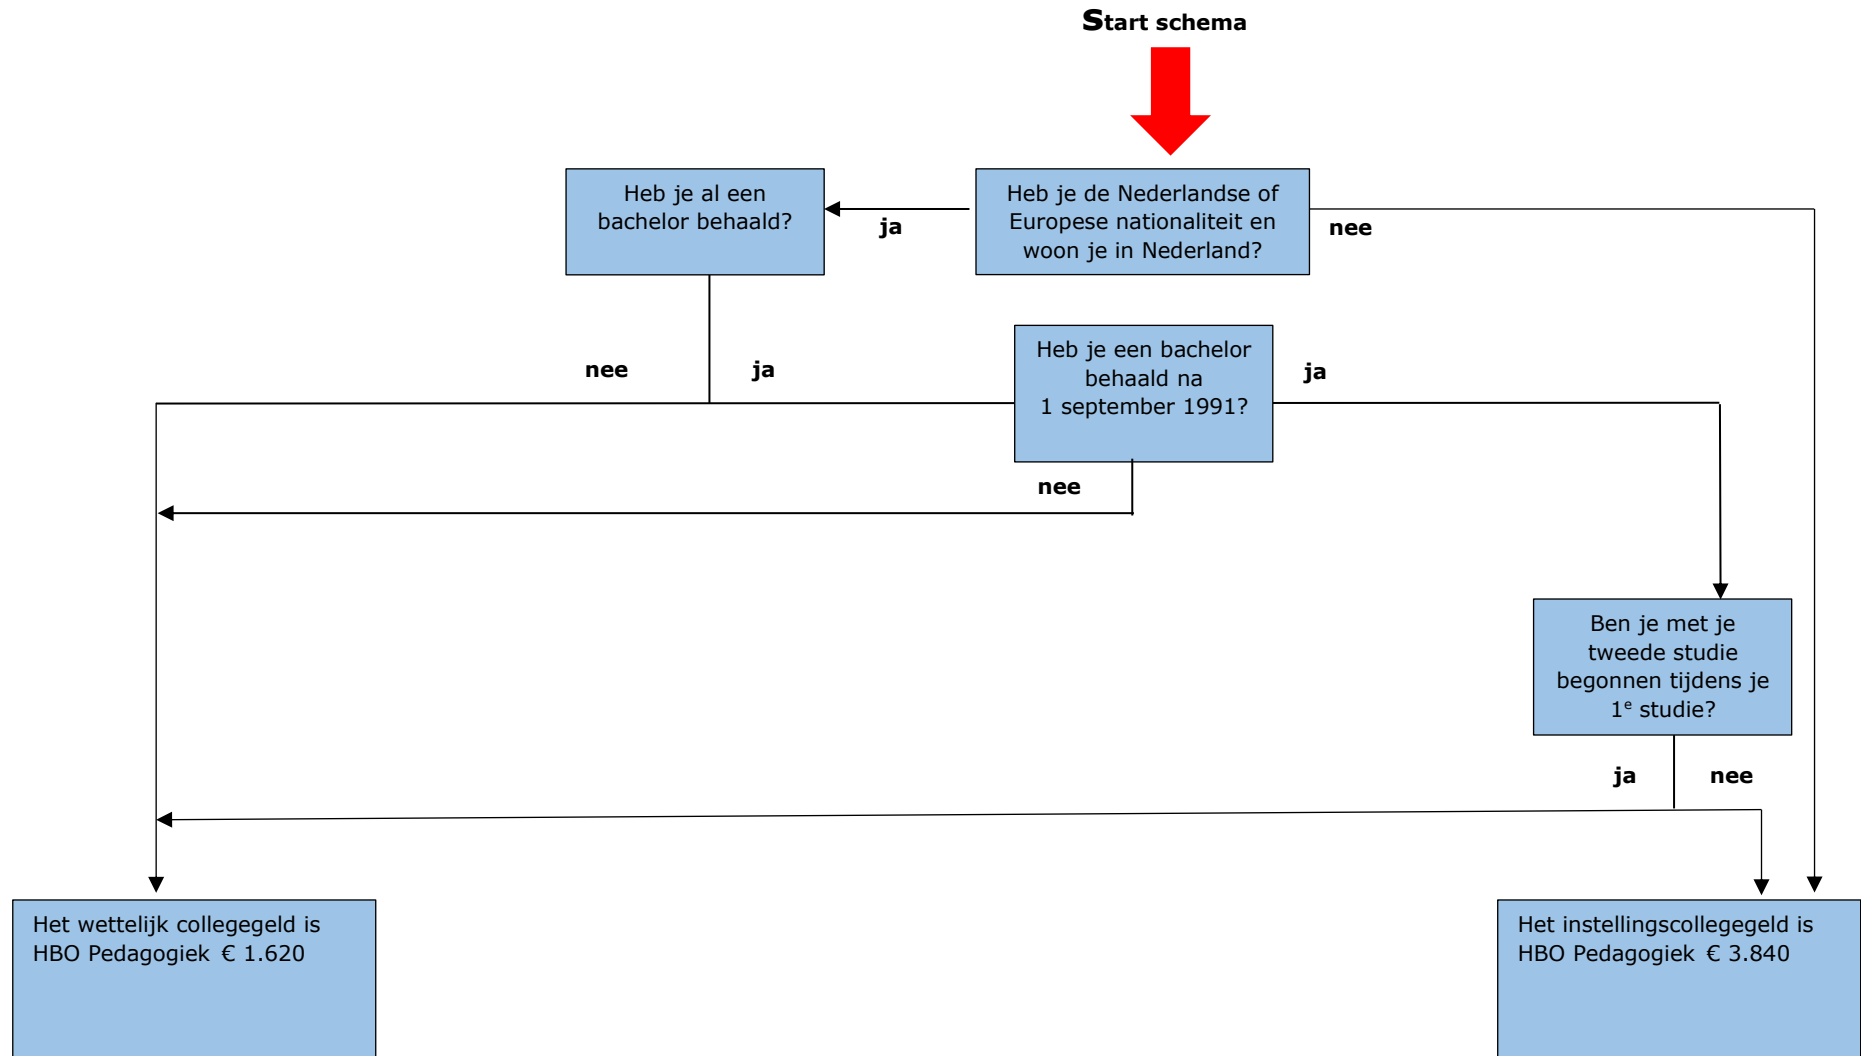 Start schema
Heb je al een
bachelor behaald?
ja
Heb je de Nederlandse of
Europese nationaliteit en
woon je in Nederland?
nee
nee
ja
Heb je een bachelor
behaald na
1 september 1991?
ja
nee
Ben je met je
tweede studie
begonnen tijdens je
1e studie?
ja
nee
Het wettelijk collegegeld is
HBO Pedagogiek € 1.620
Het instellingscollegegeld is
HBO Pedagogiek € 3.840